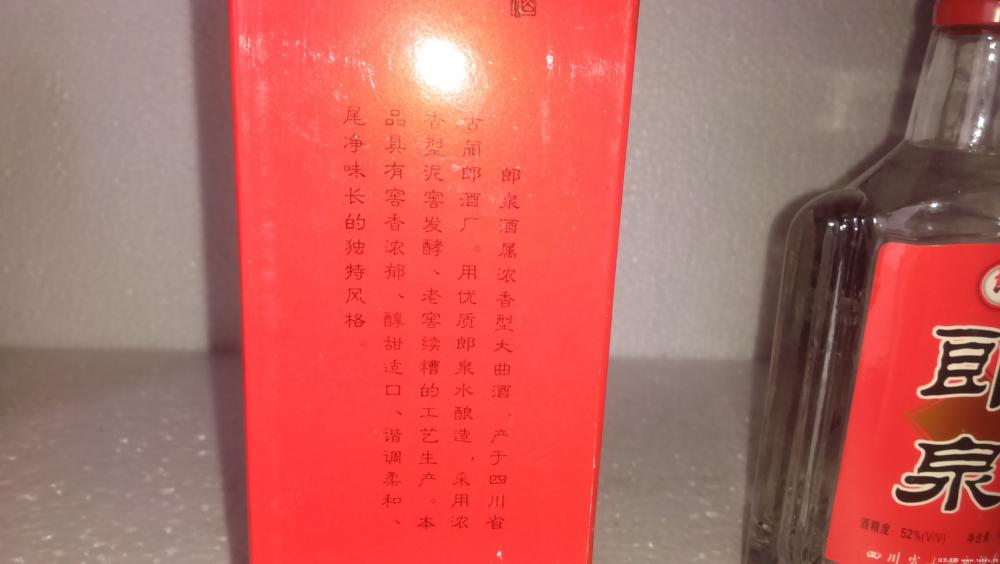 郎泉酒属浓香型大曲酒．产于四川省
古蔺郎酒厂。用优质郎泉水酿造，采用浓
香型泥窖发酵、老窖续糟的工艺生产。本
品具有窖香浓郁、醇甜适口、谐调柔和、
尾净味长的独特风格。
郎
泉
酒精度：52%(V/V) 净含量
四川省